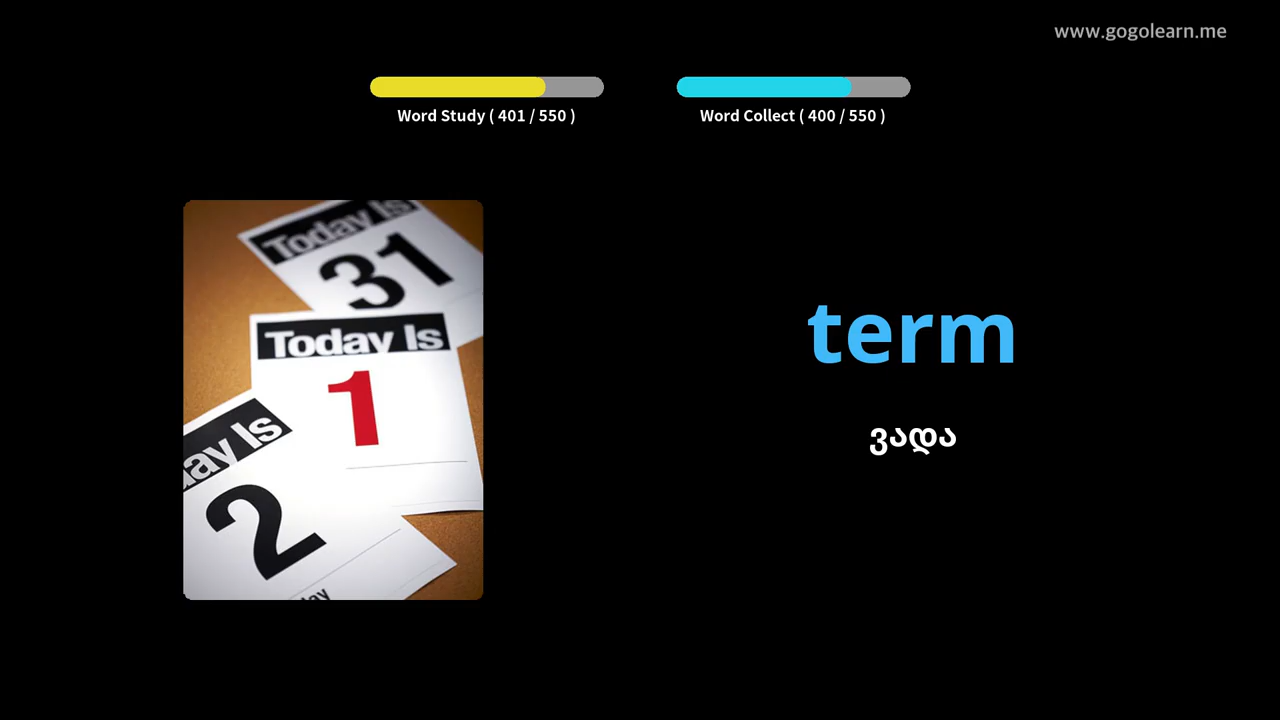 www.gogolearn.me
Word Study ( 401 / 550 )
Word Collect ( 400 / 550 )
Today Is
31
Today Is
1
ay Is
2
ay
term
ვადა